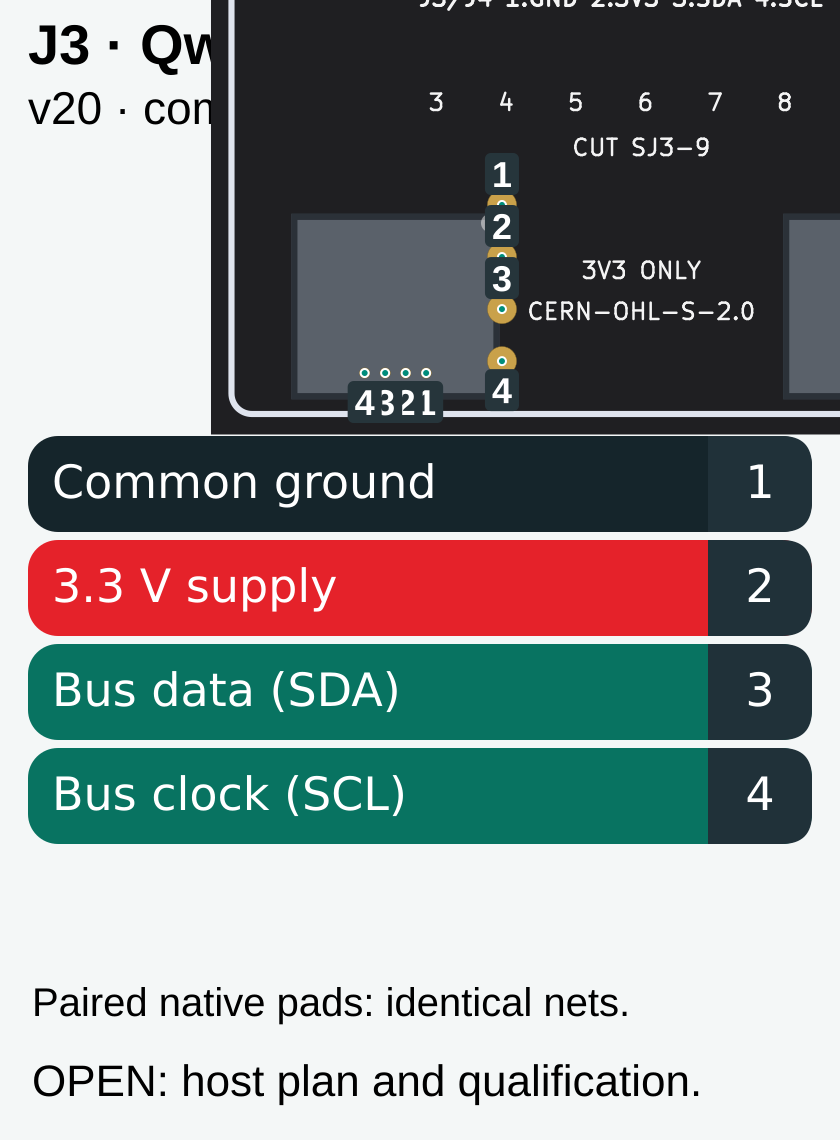 J3 · Qw
v20 · con
3 4 5 6 7 8
CUT SJ3-9
1
2
3V3 ONLY
3
CERN-OHL-S-2.0
4
4321
Common ground 1
3.3 V supply 2
Bus data (SDA) 3
Bus clock (SCL) 4
Paired native pads: identical nets.
OPEN: host plan and qualification.